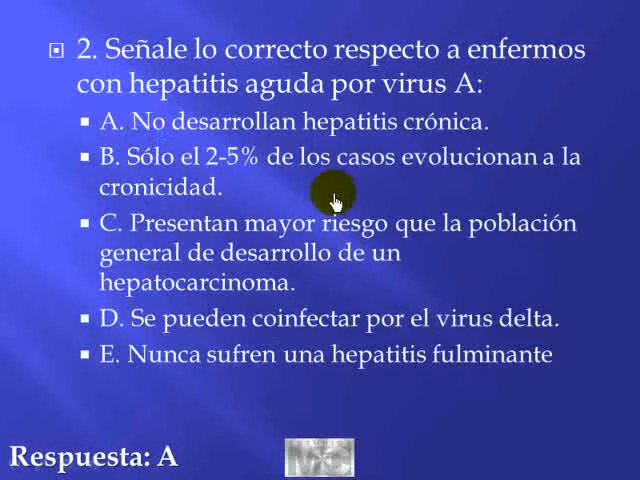 2. Señale lo correcto respecto a enfermos
con hepatitis aguda por virus A:
A. No desarrollan hepatitis crónica.
B. Sólo el 2-5% de los casos evolucionan a la
cronicidad.
C. Presentan mayor riesgo que la población
general de desarrollo de un
hepatocarcinoma.
D. Se pueden coinfectar por el virus delta.
E. Nunca sufren una hepatitis fulminante
Respuesta: A